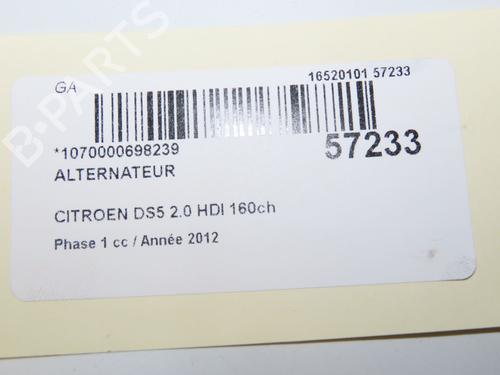 GA
16520101 57233
*1070000698239
57233
ALTERNATEUR
CITROEN DS5 2.0 HDI 160ch
Phase 1 cc / Année 2012
B-PARTS